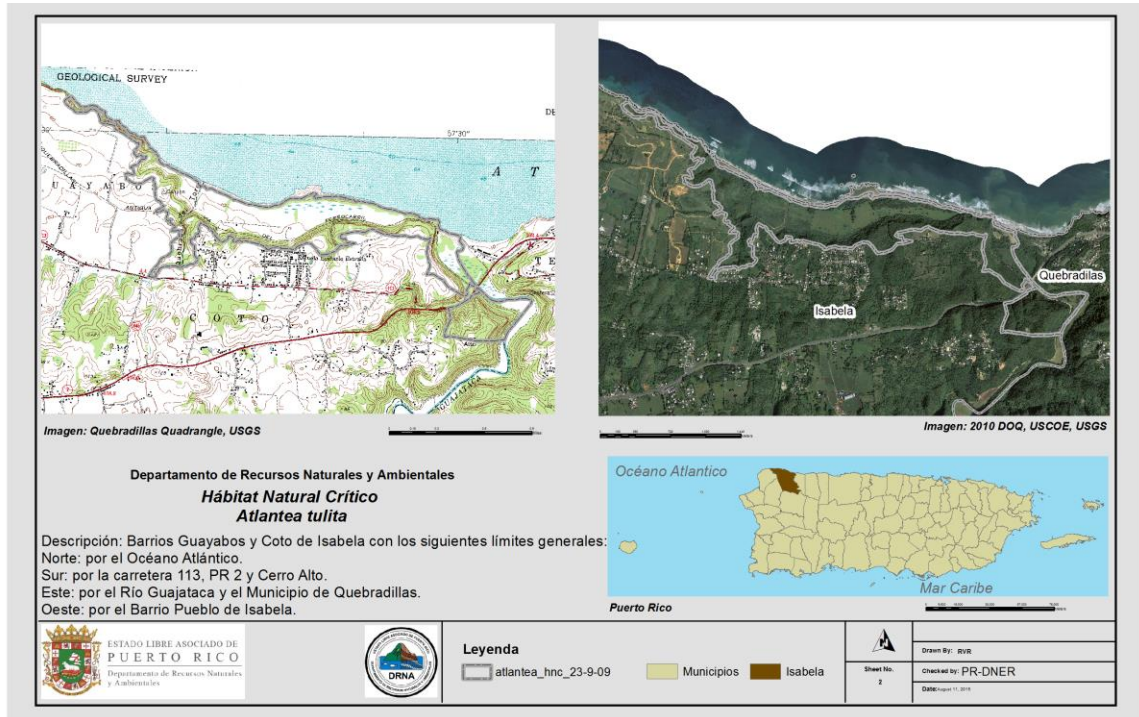 GEOLOGICAL SURVEY
57'30"
A T
U A Y A B O
C O T O
FERROCARRIL
GUAJATACA
Imagen: Quebradillas Quadrangle, USGS
Quebradilas
Isabela
Imagen: 2010 DOQ, USCOE, USGS
Departamento de Recursos Naturales y Ambientales
Hábitat Natural Crítico
Atlantea tulita
Descripción: Barrios Guayabos y Coto de Isabela con los siguientes límites generales:
Norte: por el Océano Atlántico.
Sur: por la carretera 113, PR 2 y Cerro Alto.
Este: por el Río Guajataca y el Municipio de Quebradillas.
Oeste: por el Barrio Pueblo de Isabela.
Océano Atlantico
Mar Caribe
Puerto Rico
ESTADO LIBRE ASOCIADO DE
PUERTO RICO
Departamento de Recursos Naturales
y Ambientales
DRNA
Leyenda
atlantea_hnc_23-9-09
Municipios
Isabela
Sheet No.
2
Drawn By: RVR
Checked by: PR-DNER
Date: